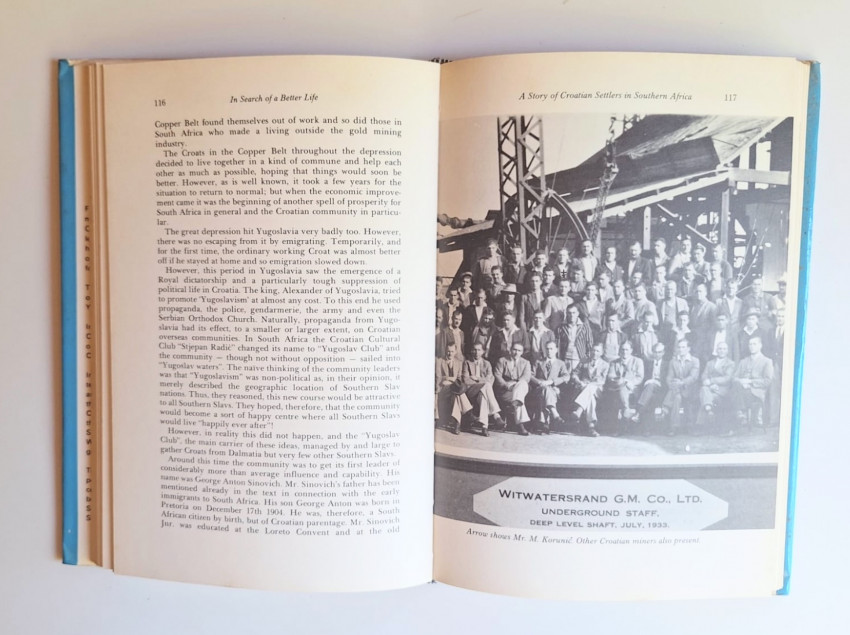 116
In Search of a Better Life
Copper Belt found themselves out of work and so did those in
South Africa who made a living outside the gold mining
industry.
The Croats in the Copper Belt throughout the depression
decided to live together in a kind of commune and help each
other as much as possible, hoping that things would soon be
better. However, as is well known, it took a few years for the
situation to return to normal; but when the economic improve-
ment came it was the beginning of another spell of prosperity for
South Africa in general and the Croatian community in particu-
lar.
The great depression hit Yugoslavia very badly too. However,
there was no escaping from it by emigrating. Temporarily, and
for the first time, the ordinary working Croat was almost better
off if he stayed at home and so emigration slowed down.
However, this period in Yugoslavia saw the emergence of a
Royal dictatorship and a particularly tough suppression of
political life in Croatia. The king, Alexander of Yugoslavia, tried
to promote 'Yugoslavism' at almost any cost. To this end he used
propaganda, the police, gendarmerie, the army and even the
Serbian Orthodox Church. Naturally, propaganda from Yugo-
slavia had its effect, to a smaller or larger extent, on Croatian
overseas communities. In South Africa the Croatian Cultural
Club "Stjepan Radić" changed its name to "Yugoslav Club" and
the community – though not without opposition – sailed into
"Yugoslav waters". The naive thinking of the community leaders
was that "Yugoslavism" was non-political as, in their opinion, it
merely described the geographic location of Southern Slav
nations. Thus, they reasoned, this new course would be attractive
to all Southern Slavs. They hoped, therefore, that the community
would become a sort of happy centre where all Southern Slavs
would live "happily ever after"!
However, in reality this did not happen, and the "Yugoslav
Club", the main carrier of these ideas, managed by and large to
gather Croats from Dalmatia but very few other Southern Slavs.
Around this time the community was to get its first leader of
considerably more than average influence and capability. His
name was George Anton Sinovich. Mr. Sinovich's father has been
mentioned already in the text in connection with the early
immigrants to South Africa. His son George Anton was born in
Pretoria on December 17th 1904. He was, therefore, a South
African citizen by birth, but of Croatian parentage. Mr. Sinovich
Jnr. was educated at the Loreto Convent and at the old
A Story of Croatian Settlers in Southern Africa
117
WITWATERSRAND G.M. CO., LTD.
UNDERGROUND STAFF,
DEEP LEVEL SHAFT, JULY, 1933.
Arrow shows Mr. M. Korunić. Other Croatian miners also present